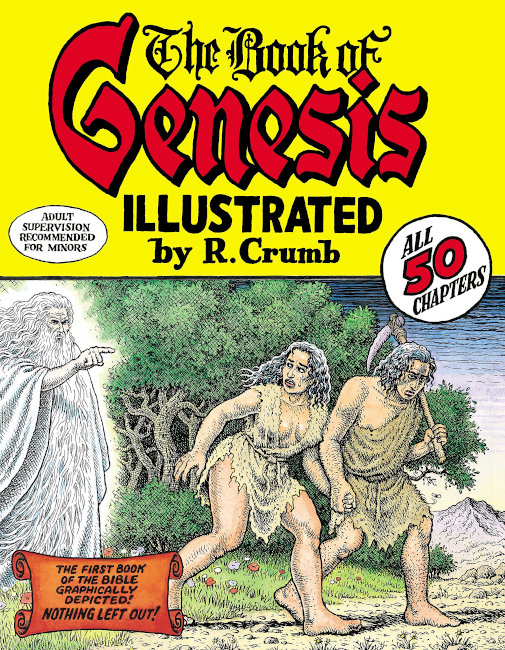 The Book of
Genesis
ILLUSTRATED
by R. Crumb
ADULT
SUPERVISION
RECOMMENDED
FOR MINORS
ALL
50
CHAPTERS
THE FIRST BOOK
OF THE BIBLE
GRAPHICALLY
DEPICTED!
NOTHING LEFT OUT!